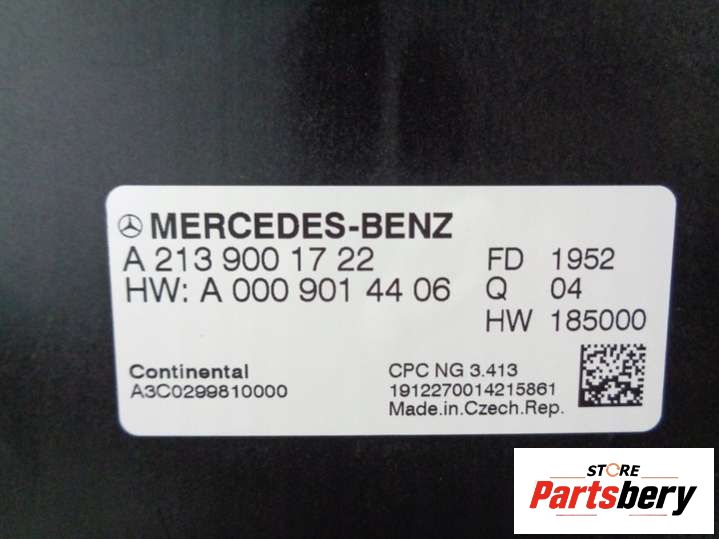 MERCEDES-BENZ
A 213 900 17 22 FD 1952
HW: A 000 901 44 06 Q 04
HW 185000
Continental CPC NG 3.413
A3C0299810000 1912270014215861
Made.in.Czech.Rep.
STORE
Partsbery